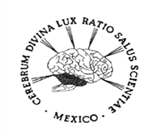 CEREBRUM DIVINA LUX RATIO SALUS SCIENTIAE
· MEXICO ·